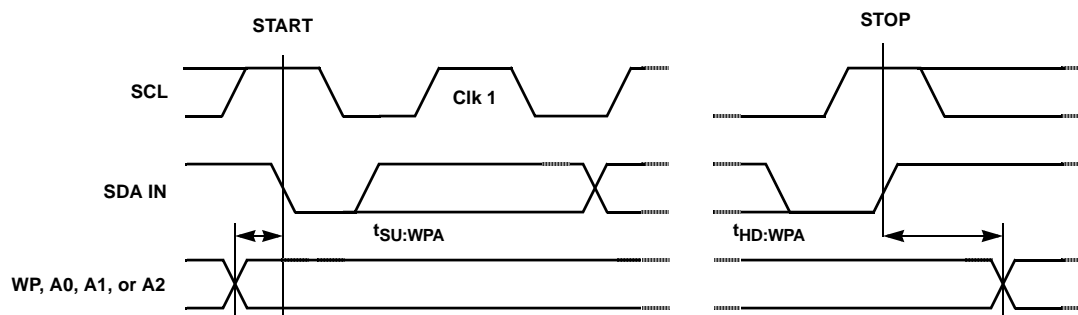 START
STOP
SCL
Clk 1
SDA IN
tSU:WPA
tHD:WPA
WP, A0, A1, or A2